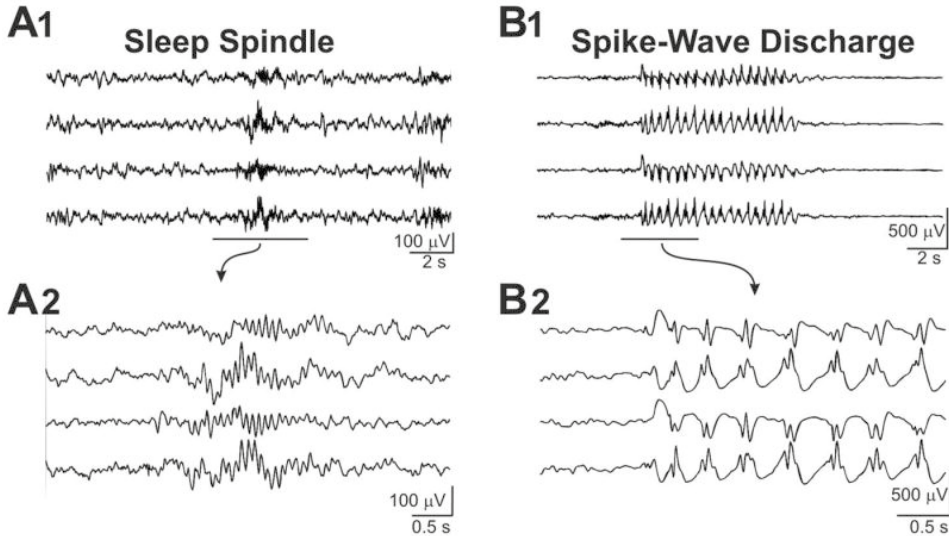 A1
Sleep Spindle
100 μV
2 s
B1
Spike-Wave Discharge
500 μV
2 s
A2
100 μV
0.5 s
B2
500 μV
0.5 s